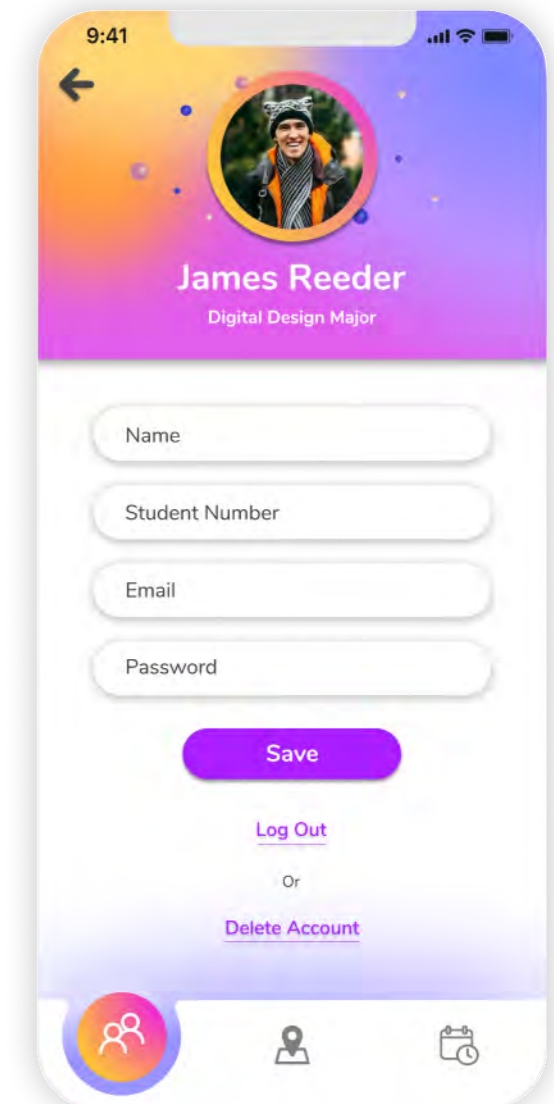 9:41
James Reeder
Digital Design Major
Name
Student Number
Email
Password
Save
Log Out
Or
Delete Account